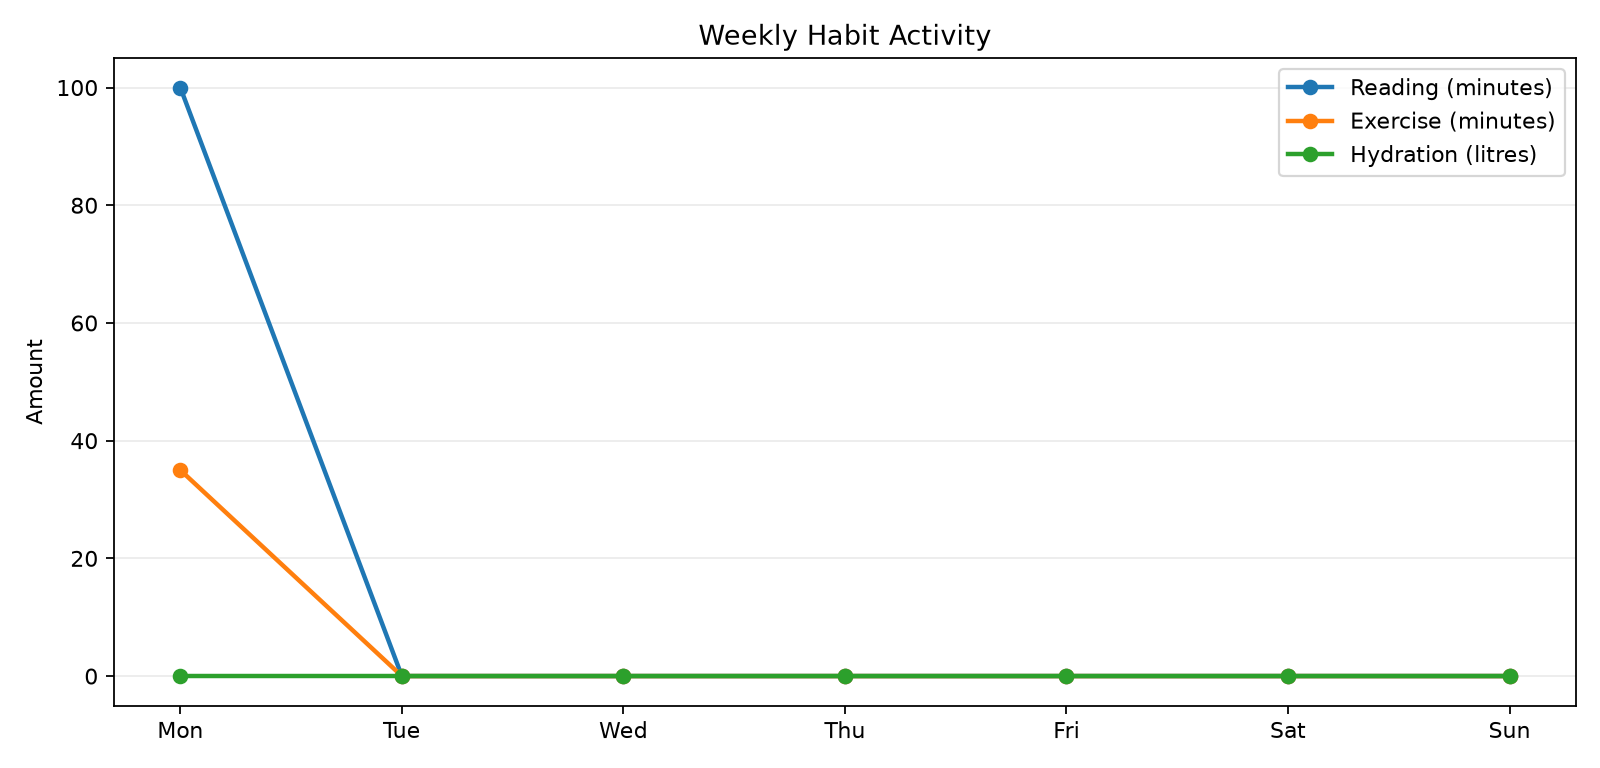 Weekly Habit Activity
Reading (minutes)
Exercise (minutes)
Hydration (litres)
Amount
100
80
60
40
20
0
Mon Tue Wed Thu Fri Sat Sun